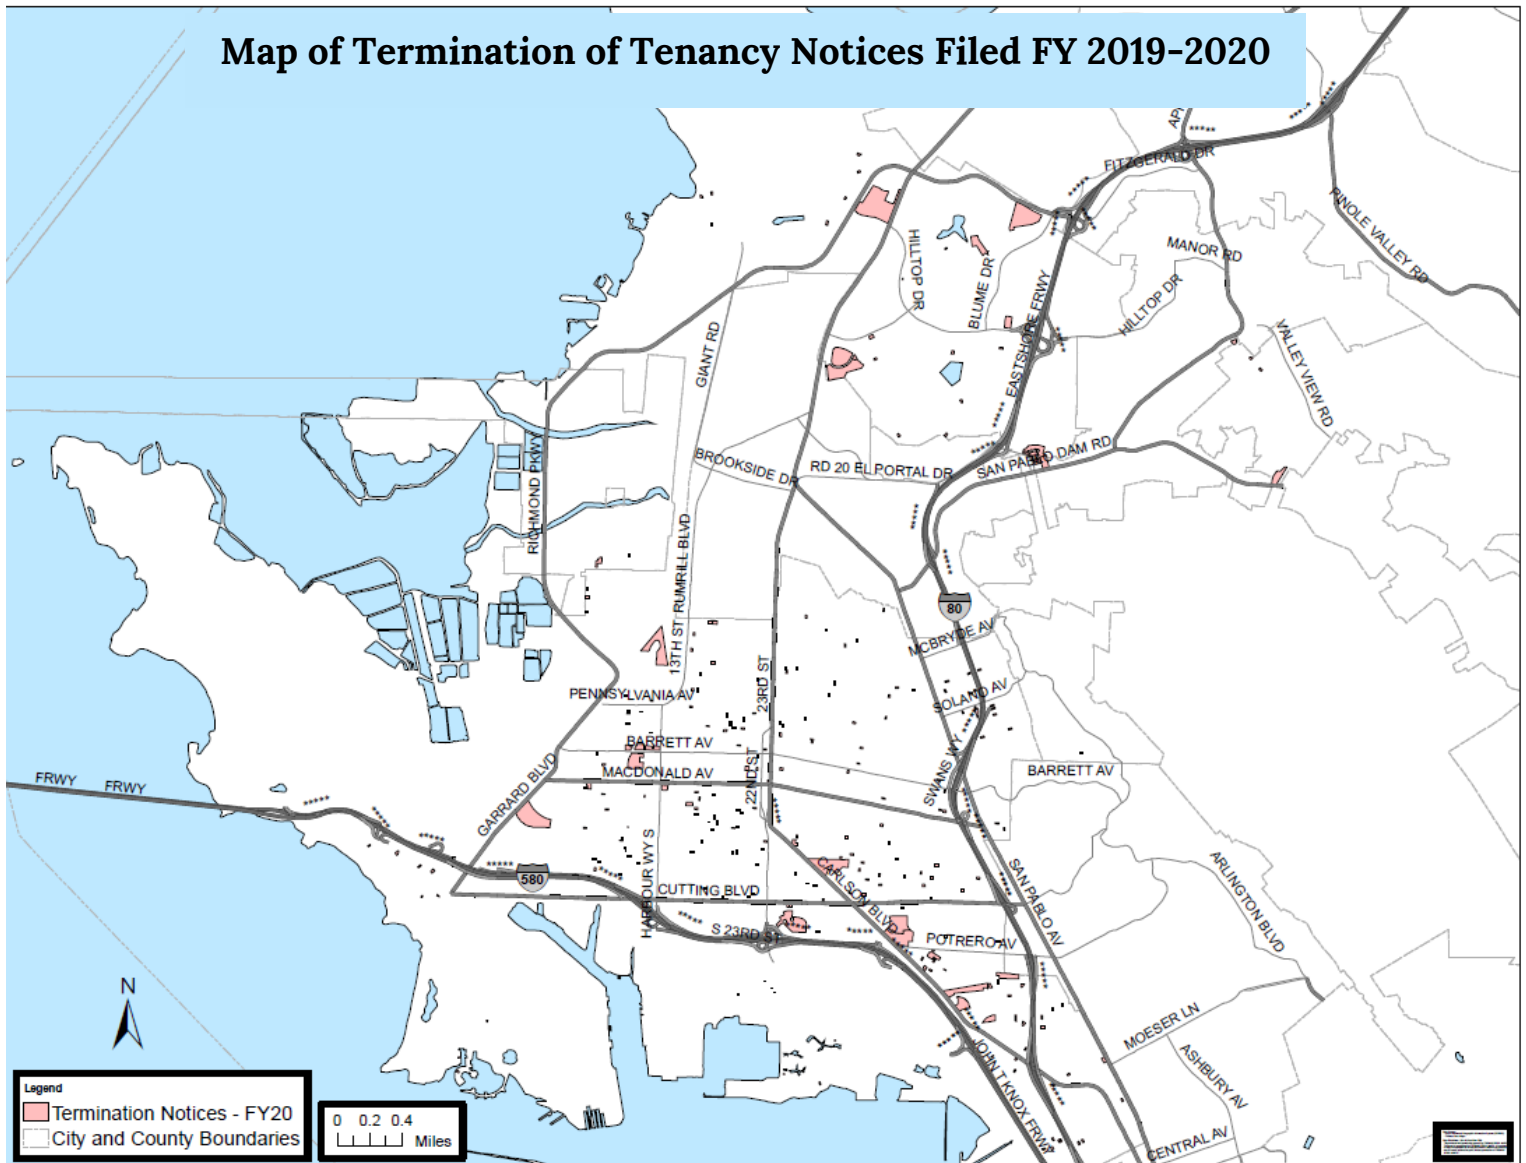 Map of Termination of Tenancy Notices Filed FY 2019-2020
FITZGERALD DR
PINOLE VALLEY RD
MANOR RD
HILLTOP DR
BLUME DR
HILLTOP DR
EASTSHORE FRWY
VALLEY VIEW RD
GIANT RD
RICHMOND PKWY
BROOKSIDE DR
RD 20 EL PORTAL DR
SAN PABLO DAM RD
RUMRILL BLVD
13TH ST
80
MCBRYDE AV
SOLANO AV
PENNSYLVANIA AV
23RD ST
BARRETT AV
22ND ST
MACDONALD AV
SWANS WY
BARRETT AV
FRWY
FRWY
GARRARD BLVD
HARBOUR WY S
580
CUTTING BLVD
CARLSON BLVD
SAN PABLO AV
ARLINGTON BLVD
S 23RD ST
POTRERO AV
MOESER LN
ASHBURY AV
JOHN T KNOX FRWY
CENTRAL AV
N
Legend
Termination Notices - FY20
City and County Boundaries
0 0.2 0.4
Miles